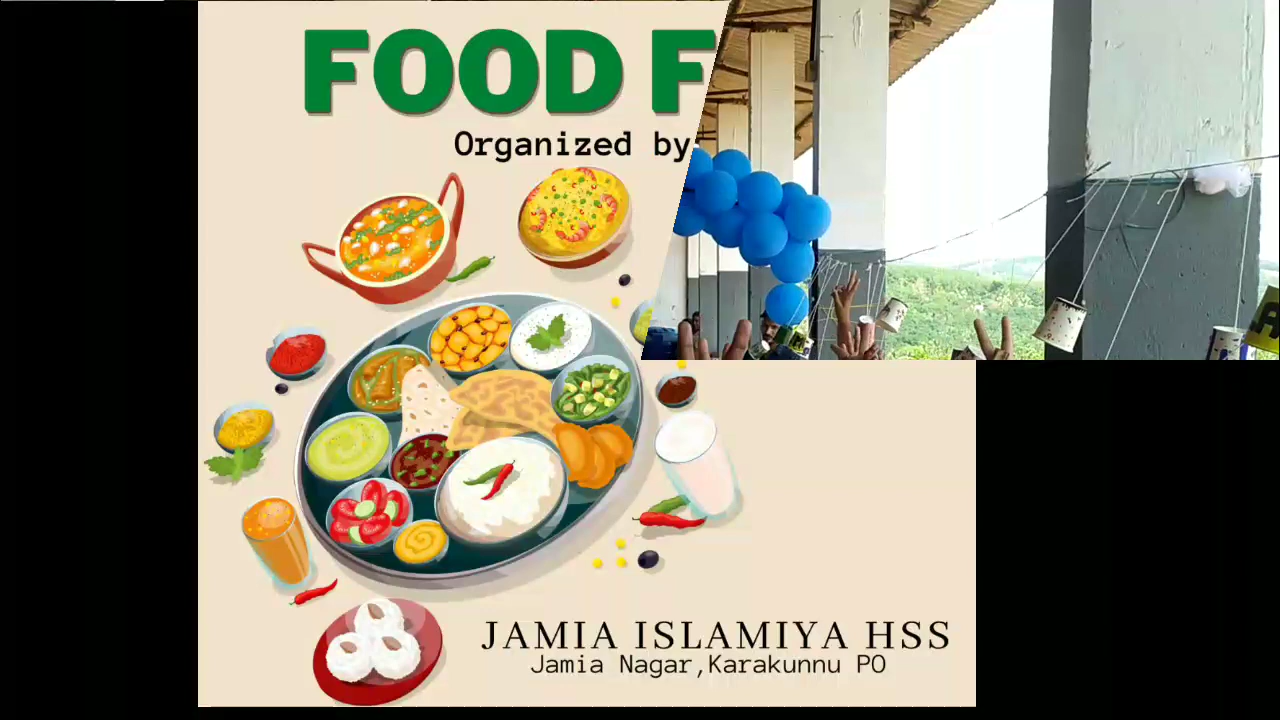 FOOD F
Organized by
JAMIA ISLAMIYA HSS
Jamia Nagar,Karakunnu PO